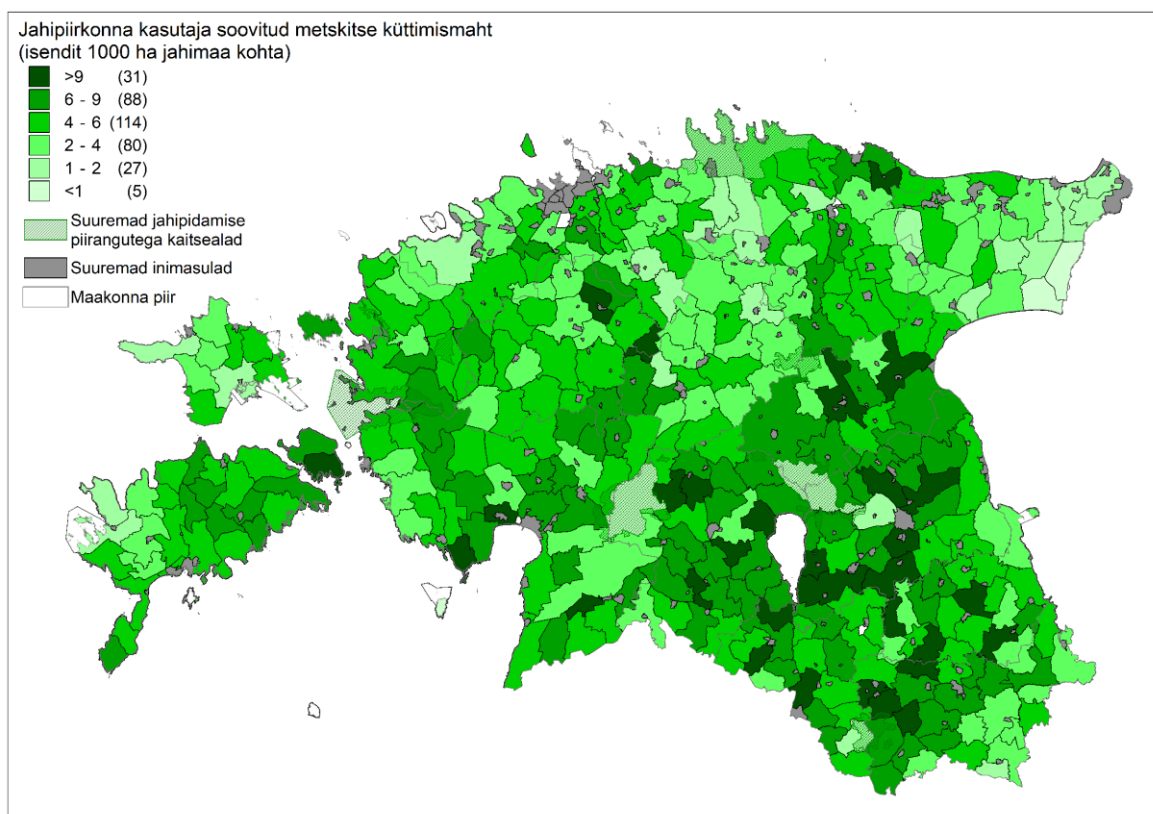 Jahipiirkonna kasutaja soovitud metskitse küttimismaht
(isendit 1000 ha jahimaa kohta)
>9 (31)
6 - 9 (88)
4 - 6 (114)
2 - 4 (80)
1 - 2 (27)
<1 (5)
Suuremad jahipidamise
piirangutega kaitsealad
Suuremad inimasulad
Maakonna piir